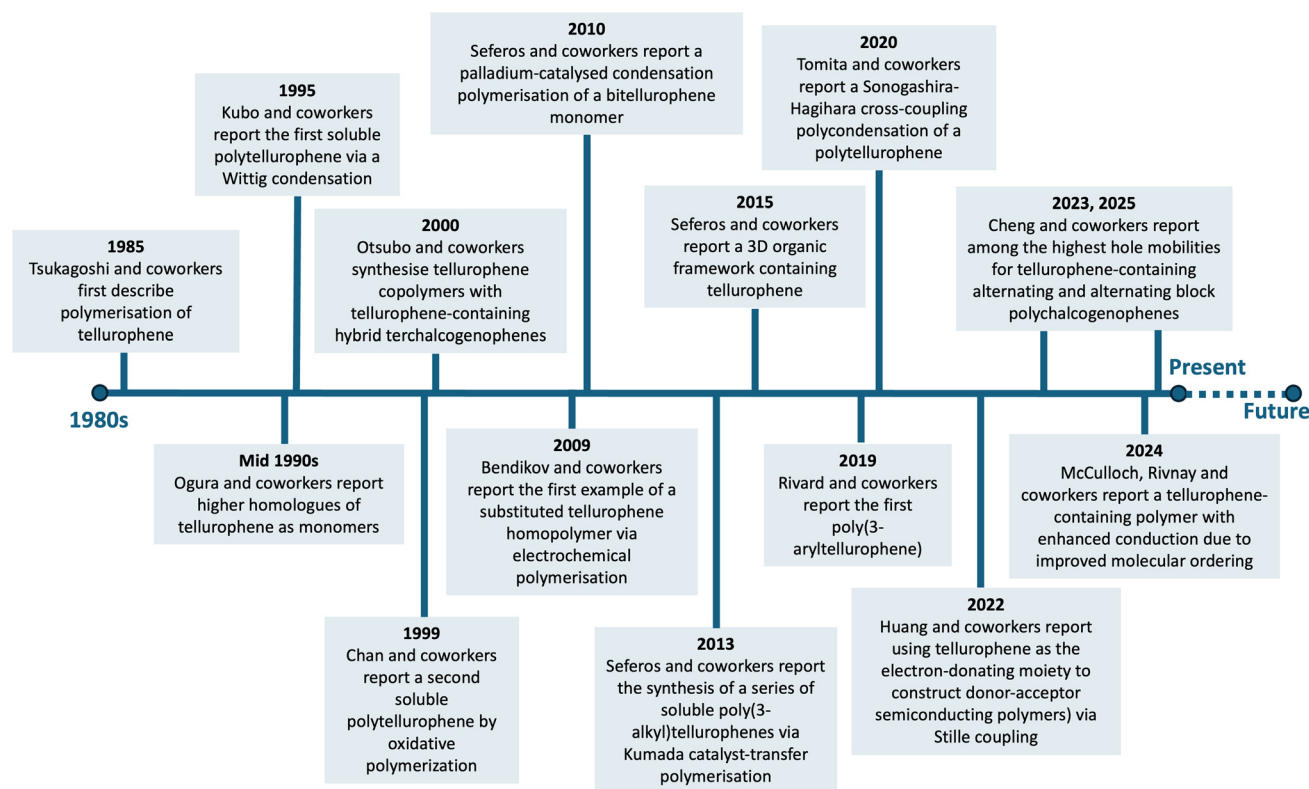 1985
Tsukagoshi and coworkers
first describe
polymerisation of
tellurophene
1995
Kubo and coworkers
report the first soluble
polytellurophene via a
Wittig condensation
2000
Otsubo and coworkers
synthesise tellurophene
copolymers with
tellurophene-containing
hybrid terchalcogenophenes
2010
Seferos and coworkers report a
palladium-catalysed condensation
polymerisation of a bitellurophene
monomer
2015
Seferos and coworkers
report a 3D organic
framework containing
tellurophene
2020
Tomita and coworkers
report a Sonogashira-
Hagihara cross-coupling
polycondensation of a
polytellurophene
2023, 2025
Cheng and coworkers report
among the highest hole mobilities
for tellurophene-containing
alternating and alternating block
polychalcogenophenes
1980s
Present
Future
Mid 1990s
Ogura and coworkers report
higher homologues of
tellurophene as monomers
1999
Chan and coworkers
report a second
soluble
polytellurophene by
oxidative
polymerization
2009
Bendikov and coworkers
report the first example of a
substituted tellurophene
homopolymer via
electrochemical
polymerisation
2013
Seferos and coworkers report
the synthesis of a series of
soluble poly(3-
alkyl)tellurophenes via
Kumada catalyst-transfer
polymerisation
2019
Rivard and coworkers
report the first
poly(3-
aryltellurophene)
2022
Huang and coworkers report
using tellurophene as the
electron-donating moiety to
construct donor-acceptor
semiconducting polymers) via
Stille coupling
2024
McCulloch, Rivnay and
coworkers report a tellurophene-
containing polymer with
enhanced conduction due to
improved molecular ordering